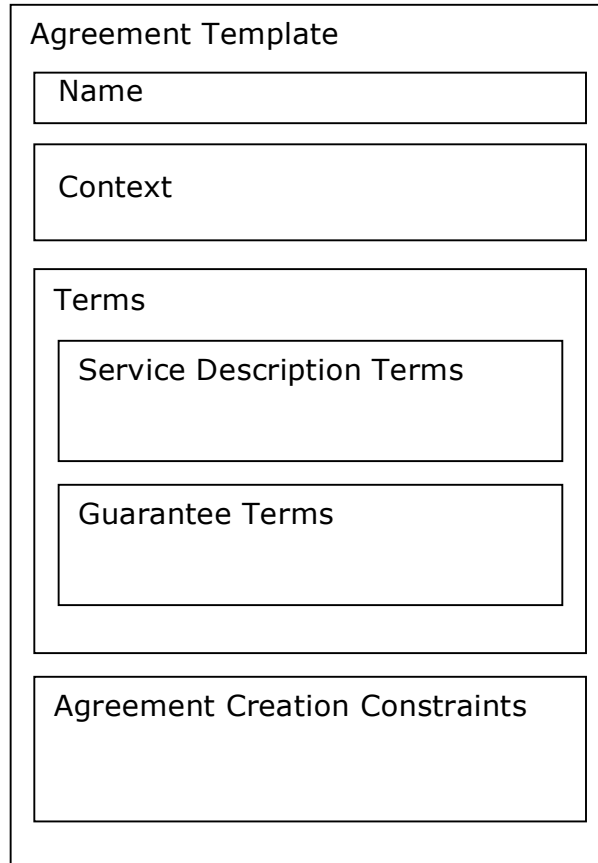 Agreement Template
Name
Context
Terms
Service Description Terms
Guarantee Terms
Agreement Creation Constraints